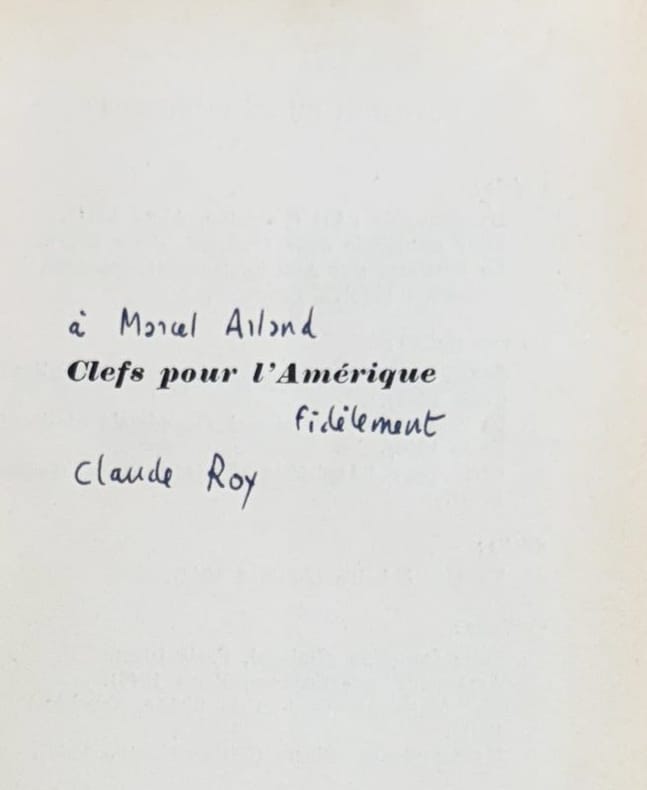 à Marcel Arland
Clefs pour l'Amérique
fidèlement
Claude Roy